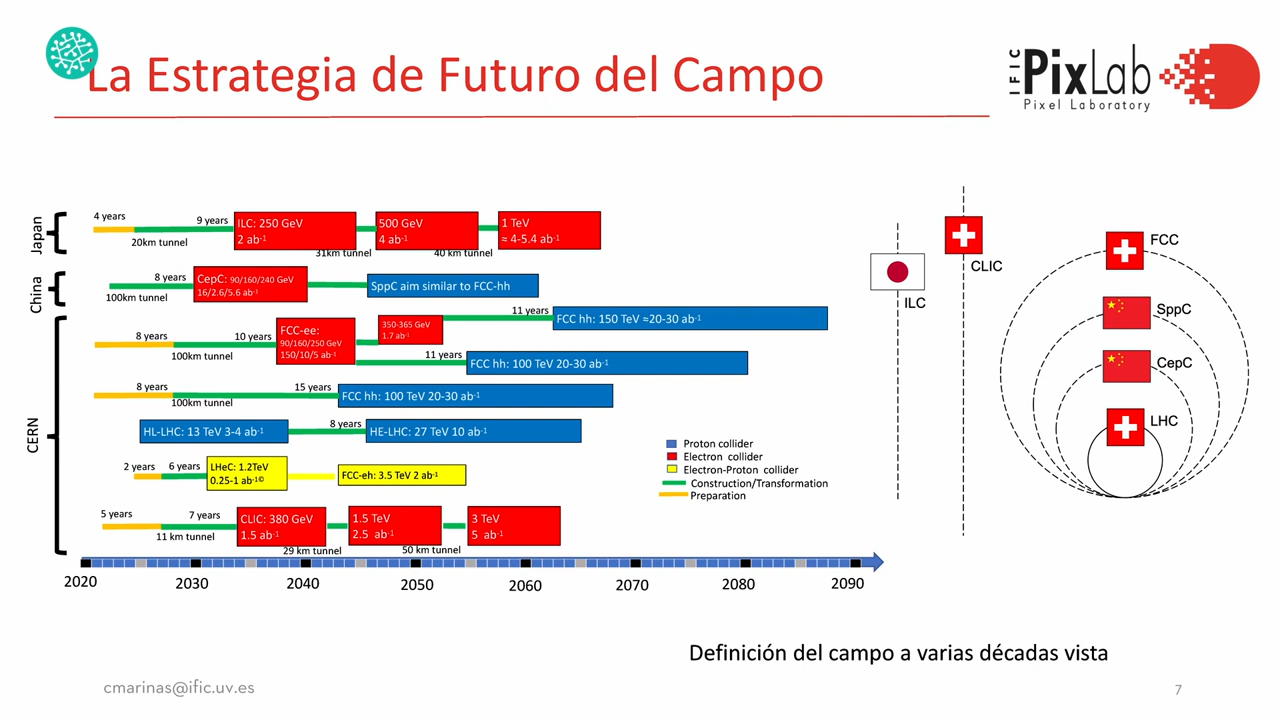 La Estrategia de Futuro del Campo
IFIC
PixLab
Pixel Laboratory
Japan
4 years
9 years
20km tunnel
ILC: 250 GeV
2 ab-1
31km tunnel
500 GeV
4 ab-1
40 km tunnel
1 TeV
≈ 4-5.4 ab-1
China
8 years
100km tunnel
CepC: 90/160/240 GeV
16/2.6/5.6 ab-1
SppC aim similar to FCC-hh
CERN
8 years
10 years
100km tunnel
FCC-ee:
90/160/250 GeV
150/10/5 ab-1
350-365 GeV
1.7 ab-1
11 years
FCC hh: 150 TeV ≈20-30 ab-1
11 years
FCC hh: 100 TeV 20-30 ab-1
8 years
15 years
100km tunnel
FCC hh: 100 TeV 20-30 ab-1
HL-LHC: 13 TeV 3-4 ab-1
8 years
HE-LHC: 27 TeV 10 ab-1
2 years
6 years
LHeC: 1.2TeV
0.25-1 ab-1©
FCC-eh: 3.5 TeV 2 ab-1
5 years
7 years
11 km tunnel
CLIC: 380 GeV
1.5 ab-1
29 km tunnel
1.5 TeV
2.5 ab-1
50 km tunnel
3 TeV
5 ab-1
Proton collider
Electron collider
Electron-Proton collider
Construction/Transformation
Preparation
2020 2030 2040 2050 2060 2070 2080 2090
ILC
CLIC
FCC
SppC
CepC
LHC
Definición del campo a varias décadas vista
cmarinas@ific.uv.es
7